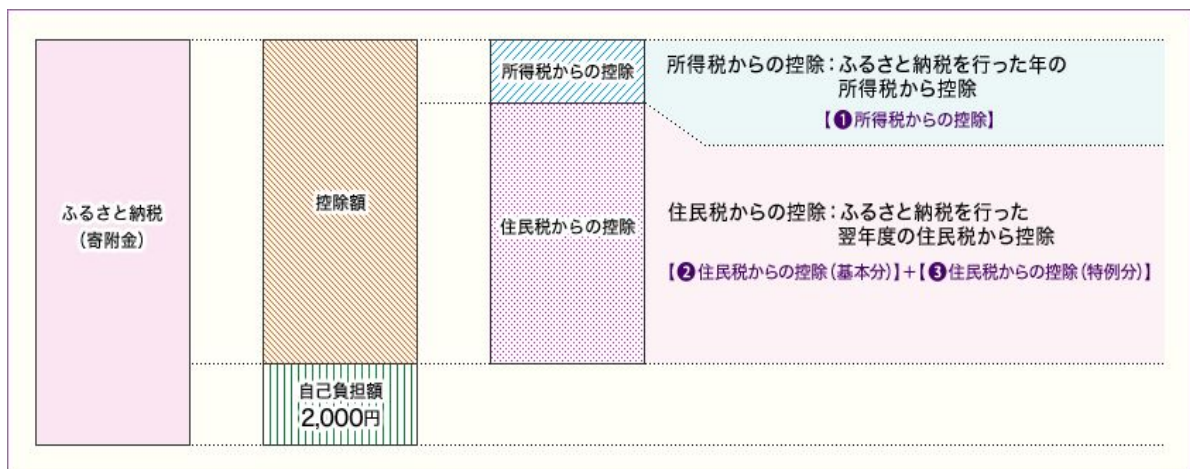 ふるさと納税
(寄附金)
控除額
自己負担額
2,000円
所得税からの控除
住民税からの控除
所得税からの控除：ふるさと納税を行った年の
所得税から控除
【❶所得税からの控除】
住民税からの控除：ふるさと納税を行った
翌年度の住民税から控除
【❷住民税からの控除(基本分)】+【❸住民税からの控除(特例分)】